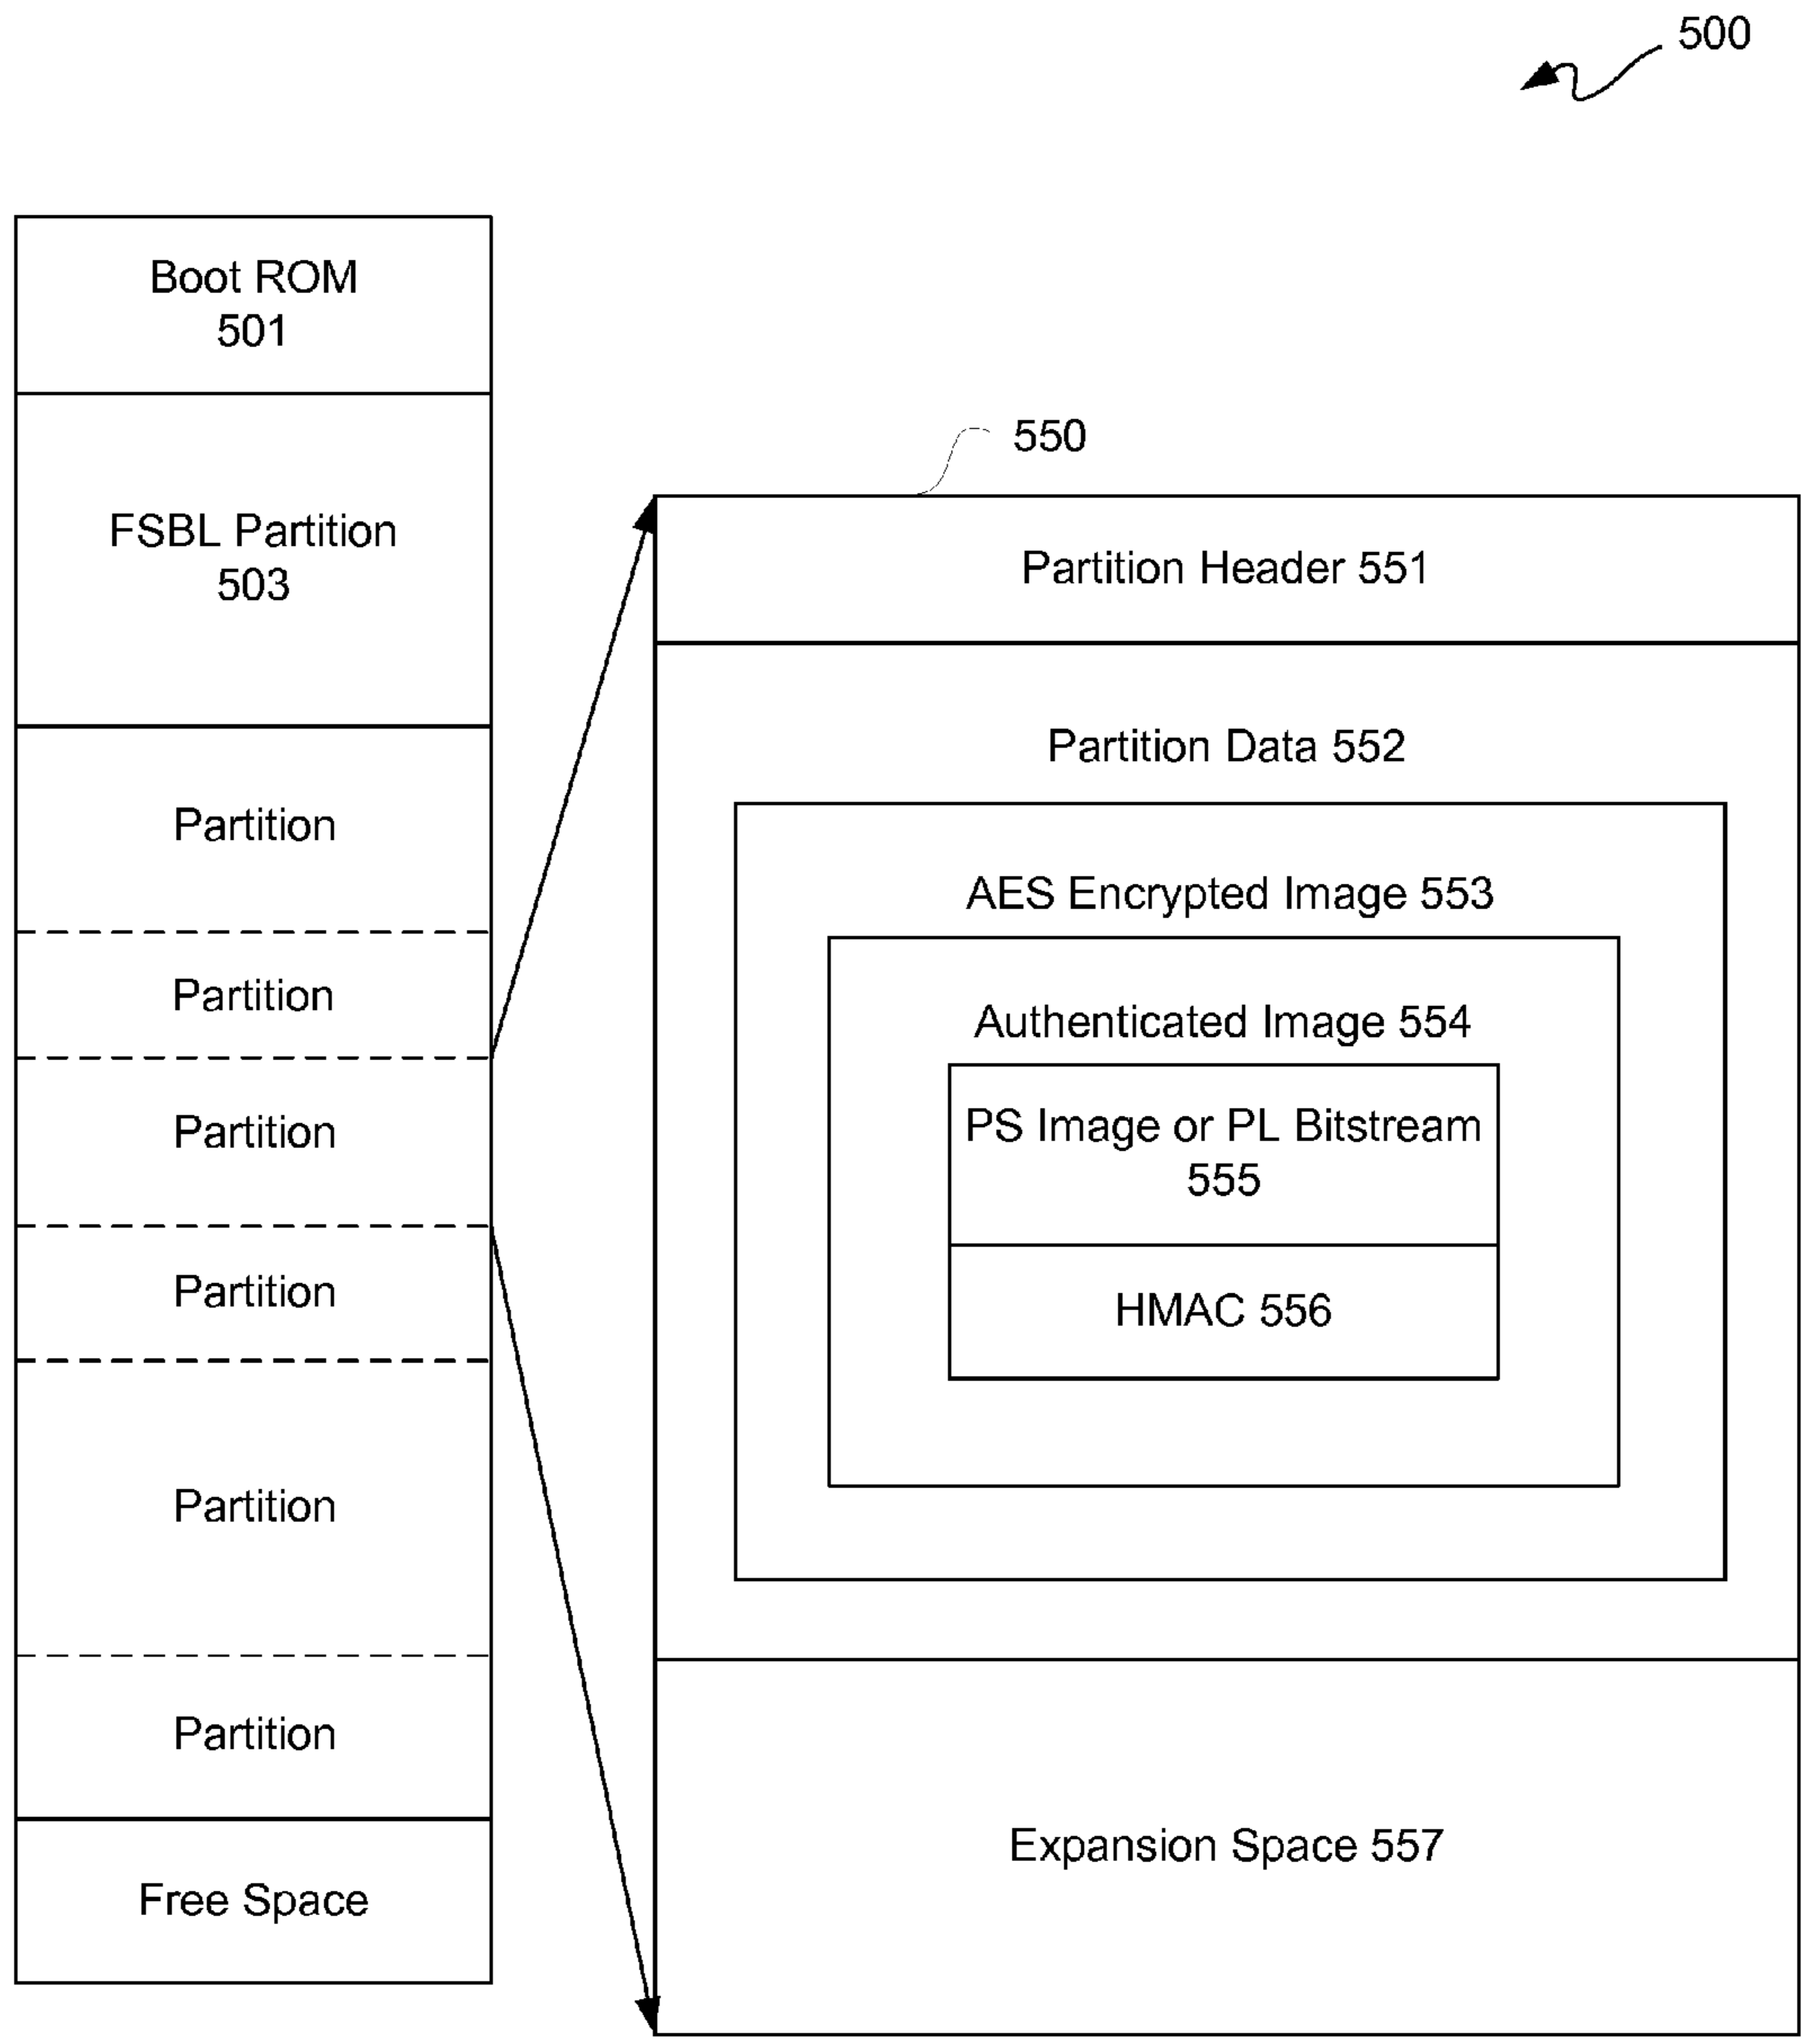 500
Boot ROM
501
FSBL Partition
503
Partition
Partition
Partition
Partition
Partition
Partition
Free Space
550
Partition Header 551
Partition Data 552
AES Encrypted Image 553
Authenticated Image 554
PS Image or PL Bitstream
555
HMAC 556
Expansion Space 557